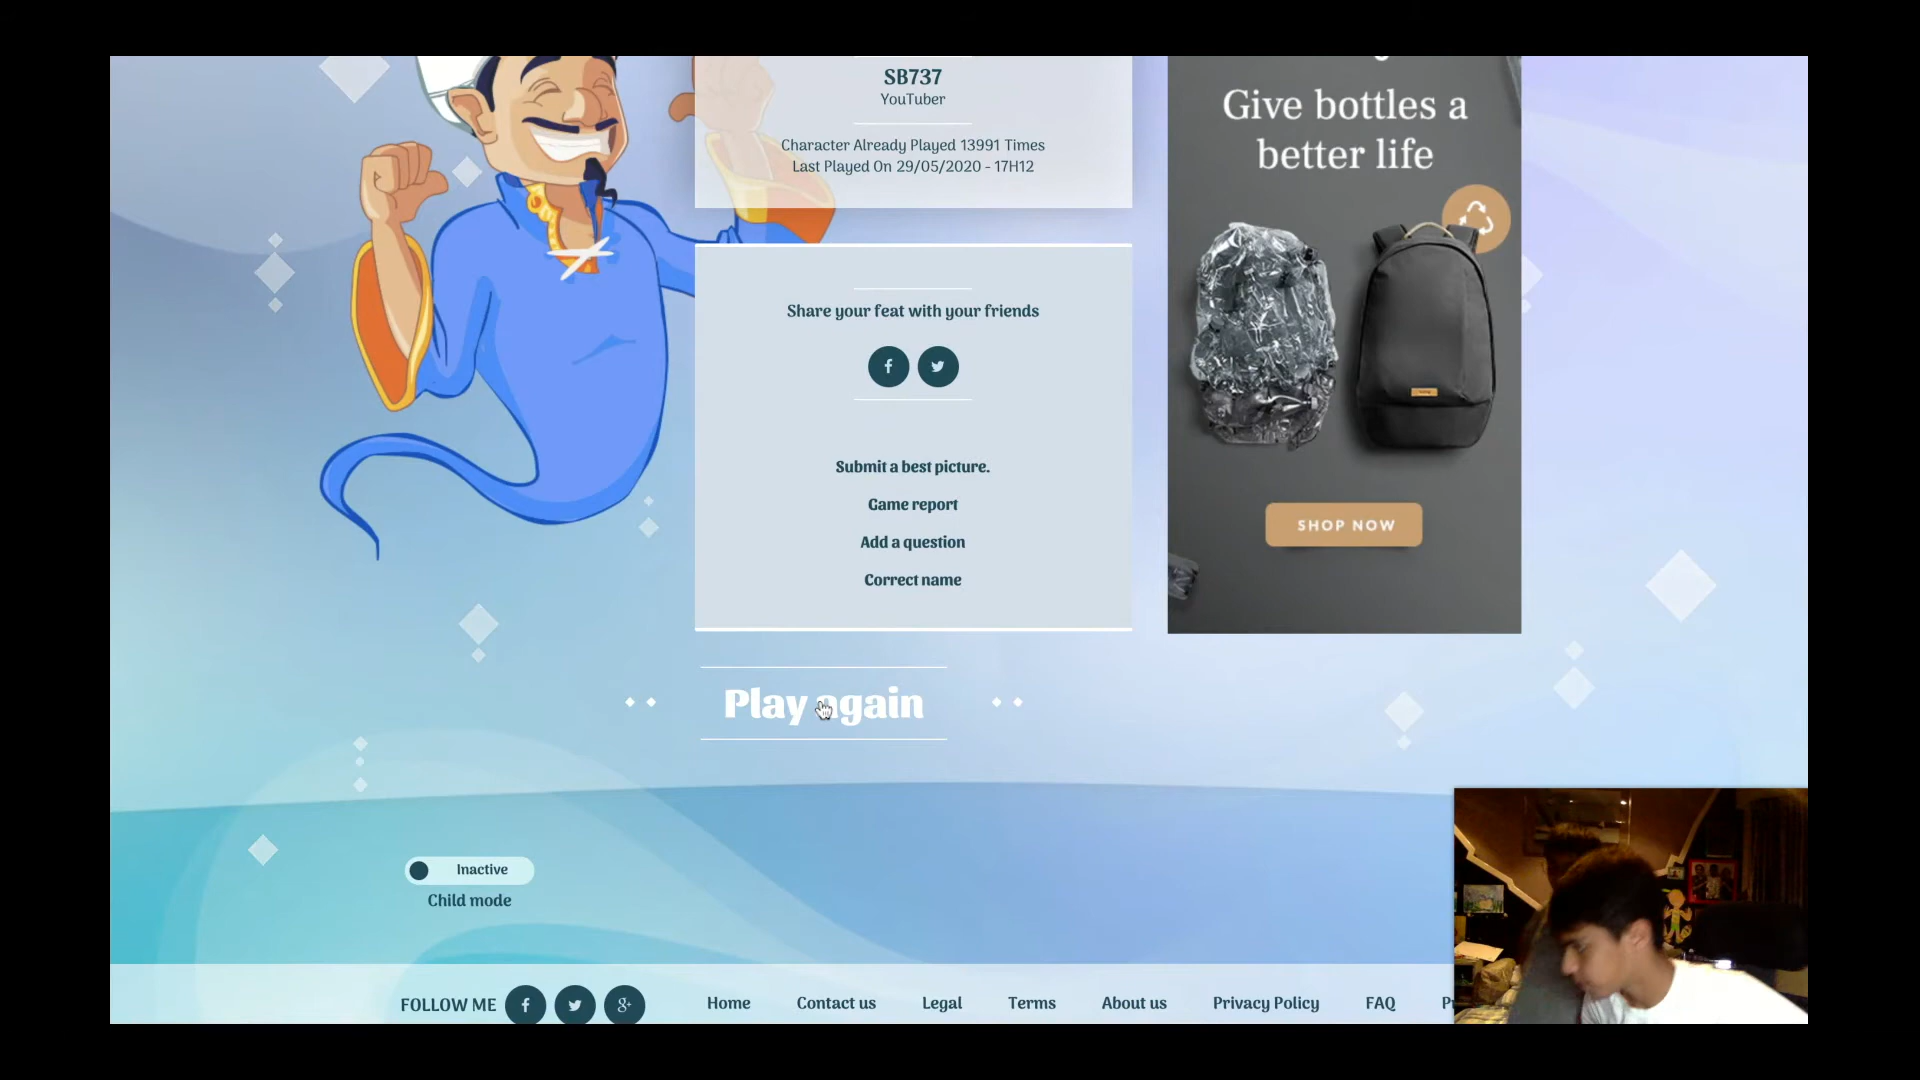 SB737
YouTuber
Character Already Played 13991 Times
Last Played On 29/05/2020 - 17H12
Share your feat with your friends
Submit a best picture.
Game report
Add a question
Correct name
Play again
Give bottles a
better life
SHOP NOW
Inactive
Child mode
FOLLOW ME
Home
Contact us
Legal
Terms
About us
Privacy Policy
FAQ